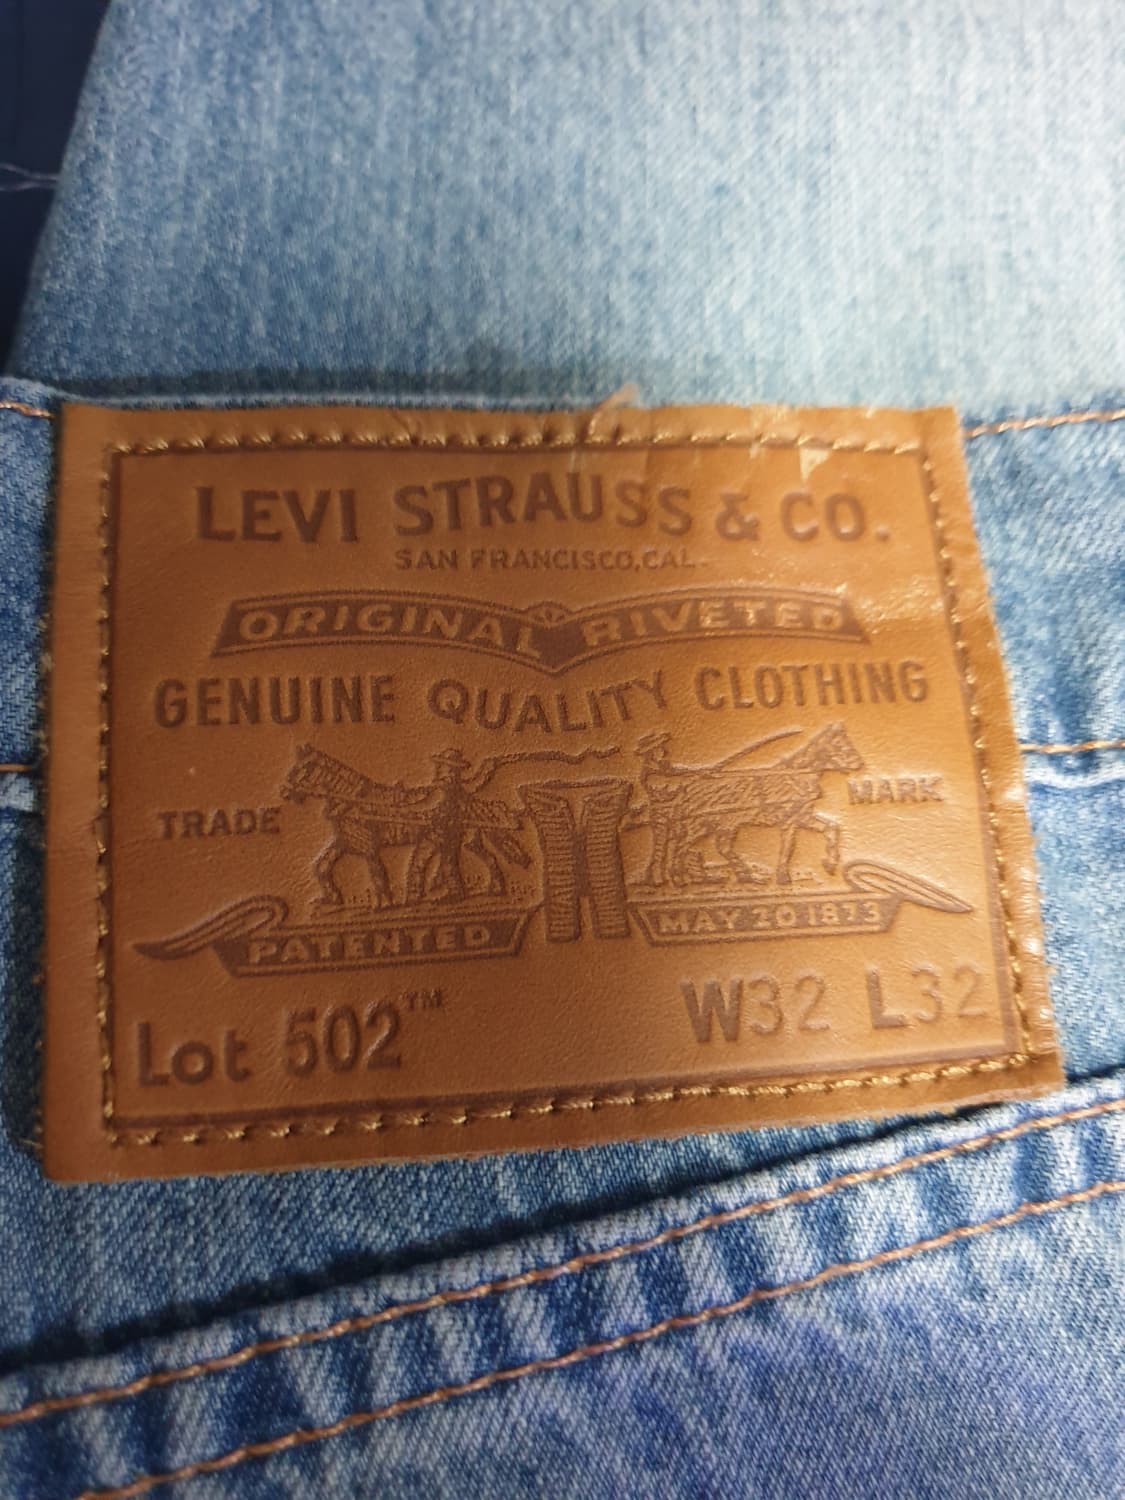 LEVI STRAUSS & CO.
SAN FRANCISCO, CAL.
ORIGINAL RIVETED
GENUINE QUALITY CLOTHING
TRADE MARK
PATENTED MAY 20 1873
Lot 502™ W32 L32